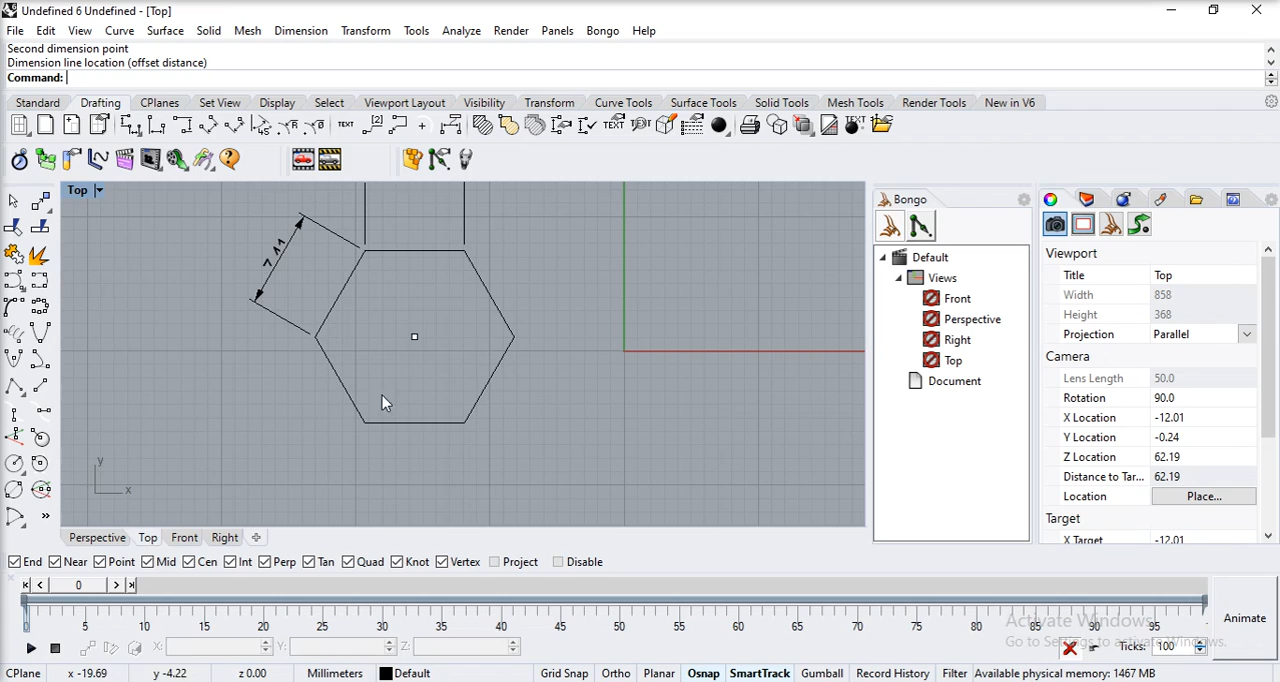 Undefined 6 Undefined - [Top]
File Edit View Curve Surface Solid Mesh Dimension Transform Tools Analyze Render Panels Bongo Help
Second dimension point
Dimension line location (offset distance)
Command:
Standard Drafting CPlanes Set View Display Select Viewport Layout Visibility Transform Curve Tools Surface Tools Solid Tools Mesh Tools Render Tools New in V6
Top
Bongo
7.41
Default
Views
Front
Perspective
Right
Top
Document
Viewport
Title Top
Width 858
Height 368
Projection Parallel
Camera
Lens Length 50.0
Rotation 90.0
X Location -12.01
Y Location -0.24
Z Location 62.19
Distance to Tar... 62.19
Location Place...
Target
X Target -12.01
y
x
Perspective Top Front Right
End Near Point Mid Cen Int Perp Tan Quad Knot Vertex Project Disable
0
0 5 10 15 20 25 30 35 40 45 50 55 60 65 70 75 80 85 90 95
Animate
Activate Windows
Go to Settings to activate Windows.
X: Y: Z: Ticks: 100
CPlane x -19.69 y -4.22 z 0.00 Millimeters Default Grid Snap Ortho Planar Osnap SmartTrack Gumball Record History Filter Available physical memory: 1467 MB